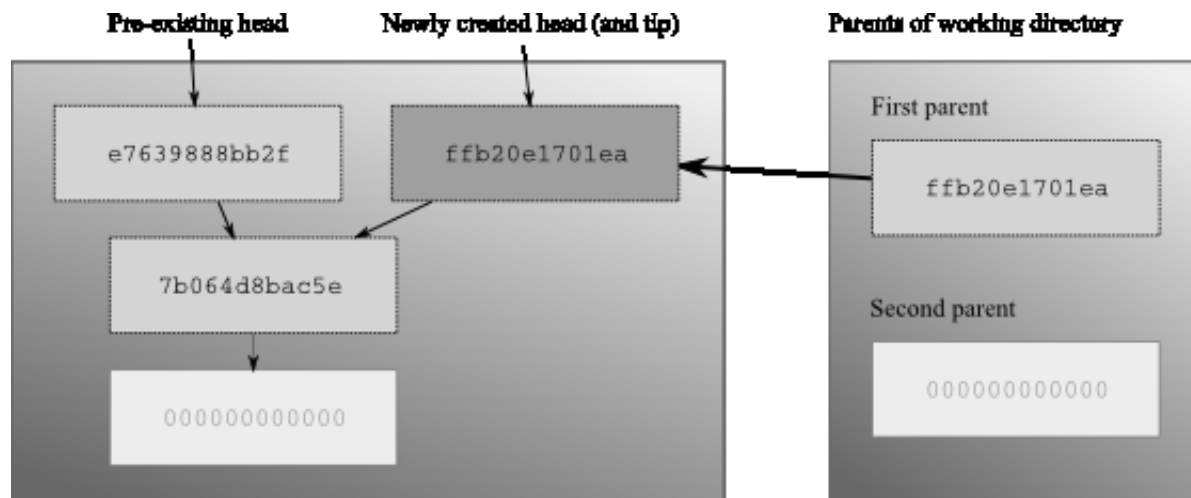 Pre-existing head
Newly created head (and tip)
Parents of working directory
First parent
e7639888bb2f
ffb20e1701ea
ffb20e1701ea
7b064d8bac5e
Second parent
000000000000
000000000000